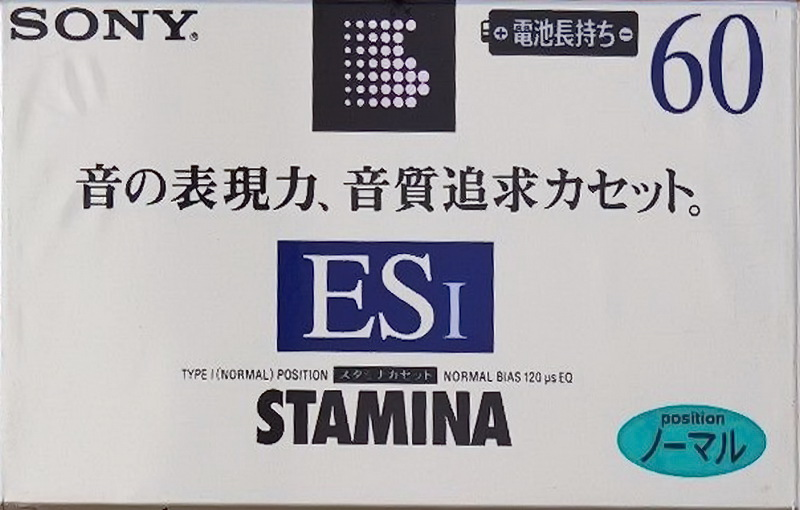 SONY®
⊕電池長持ち⊖
60
音の表現力、音質追求カセット。
ESI
TYPE I (NORMAL) POSITION スタミナカセット NORMAL BIAS 120 µs EQ
STAMINA
position
ノーマル